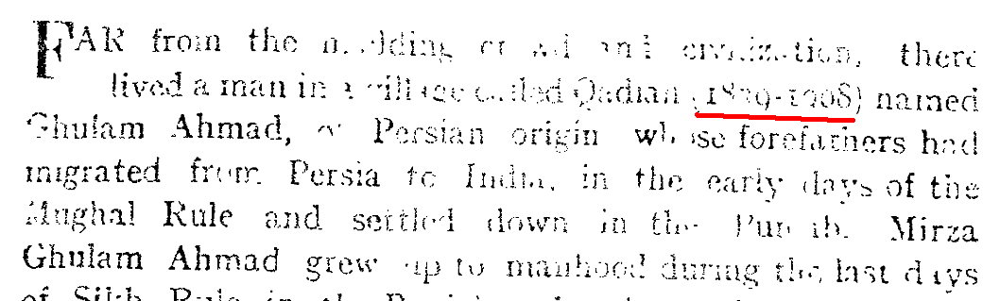 FAR from the madding crowd and civilization, there
lived a man in a village called Qadian (1839-1908) named
Ghulam Ahmad, of Persian origin whose forefathers had
migrated from Persia to India, in the early days of the
Mughal Rule and settled down in the Punjab. Mirza
Ghulam Ahmad grew up to manhood during the last days
of Sikh Rule in the